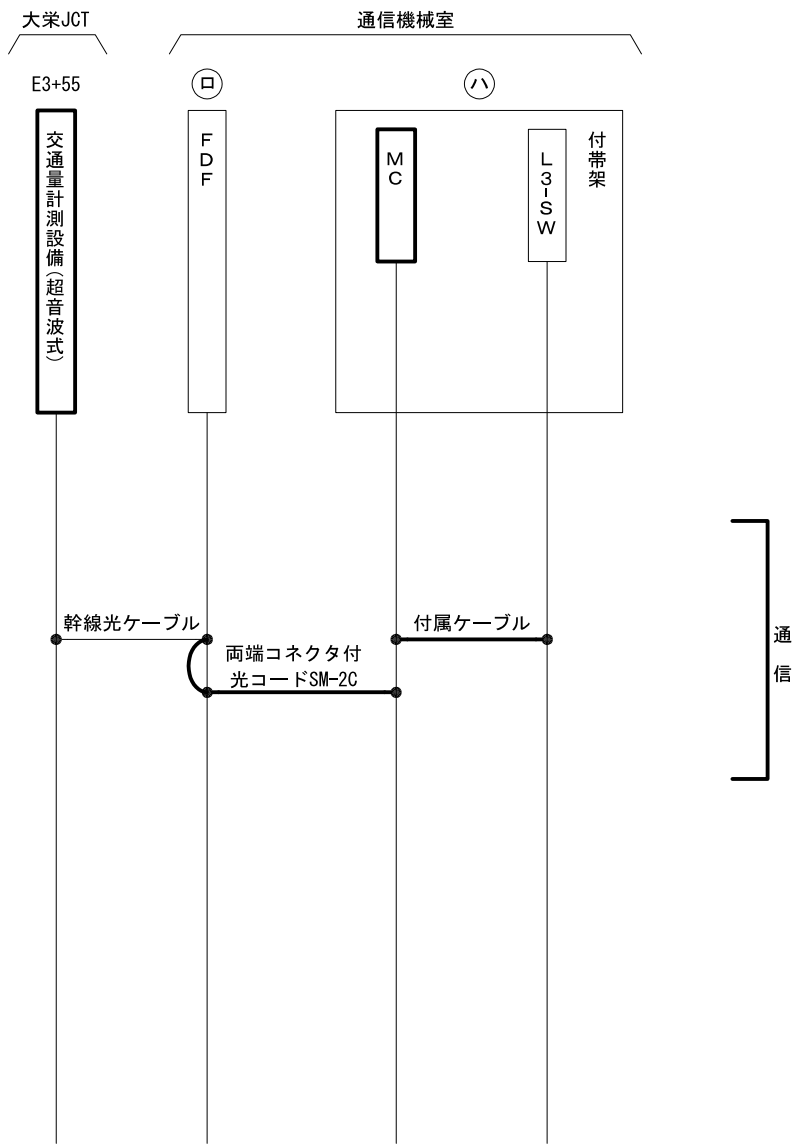 大栄JCT
通信機械室
E3+55
ロ
ハ
交通量計測設備(超音波式)
FDF
MC
L3-SW
付帯架
幹線光ケーブル
付属ケーブル
両端コネクタ付
光コードSM-2C
通信